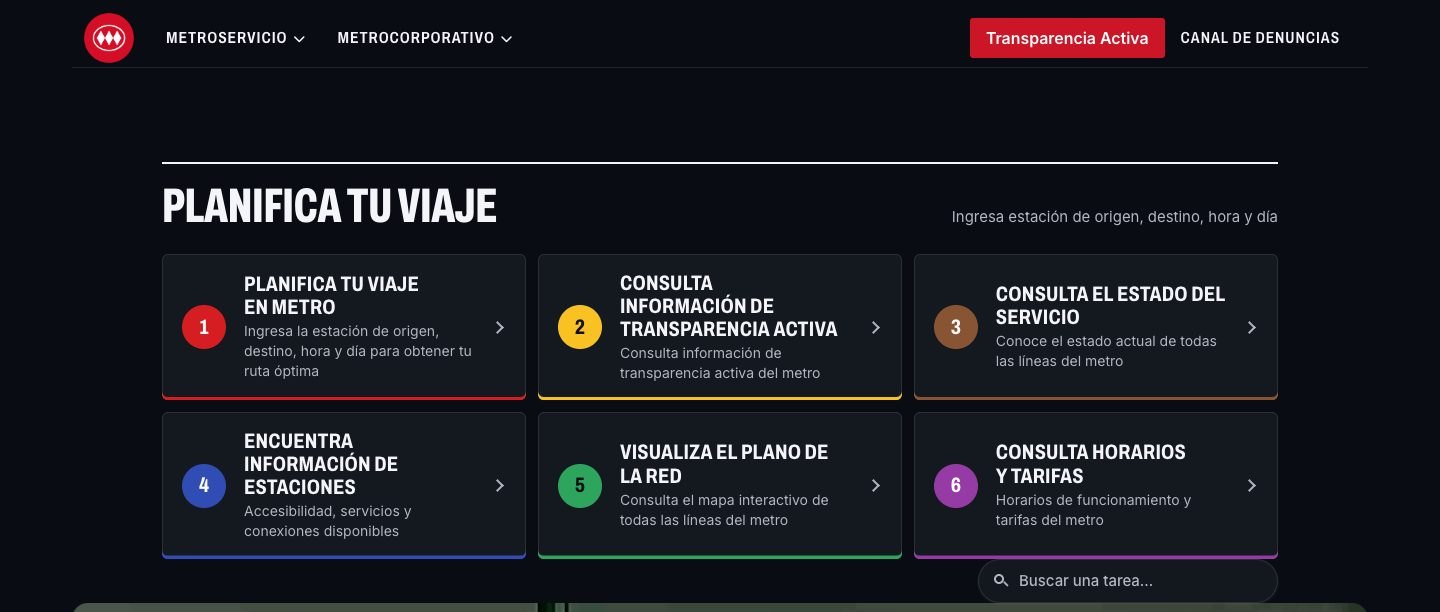 METROSERVICIO
METROCORPORATIVO
Transparencia Activa
CANAL DE DENUNCIAS
PLANIFICA TU VIAJE
Ingresa estación de origen, destino, hora y día
1
PLANIFICA TU VIAJE
EN METRO
Ingresa la estación de origen,
destino, hora y día para obtener tu
ruta óptima
2
CONSULTA
INFORMACIÓN DE
TRANSPARENCIA ACTIVA
Consulta información de
transparencia activa del metro
3
CONSULTA EL ESTADO DEL
SERVICIO
Conoce el estado actual de todas
las líneas del metro
4
ENCUENTRA
INFORMACIÓN DE
ESTACIONES
Accesibilidad, servicios y
conexiones disponibles
5
VISUALIZA EL PLANO DE
LA RED
Consulta el mapa interactivo de
todas las líneas del metro
6
CONSULTA HORARIOS
Y TARIFAS
Horarios de funcionamiento y
tarifas del metro
Buscar una tarea...